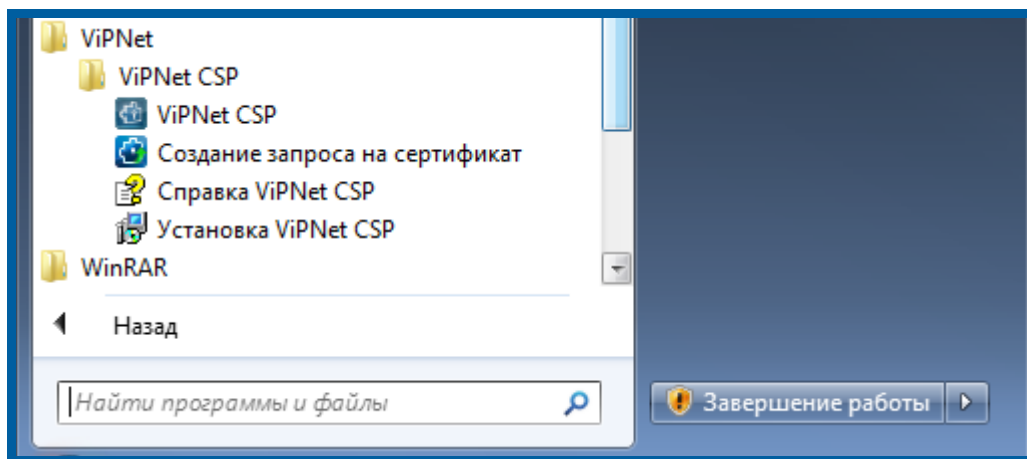 ViPNet
ViPNet CSP
ViPNet CSP
Создание запроса на сертификат
Справка ViPNet CSP
Установка ViPNet CSP
WinRAR
Назад
Найти программы и файлы
Завершение работы